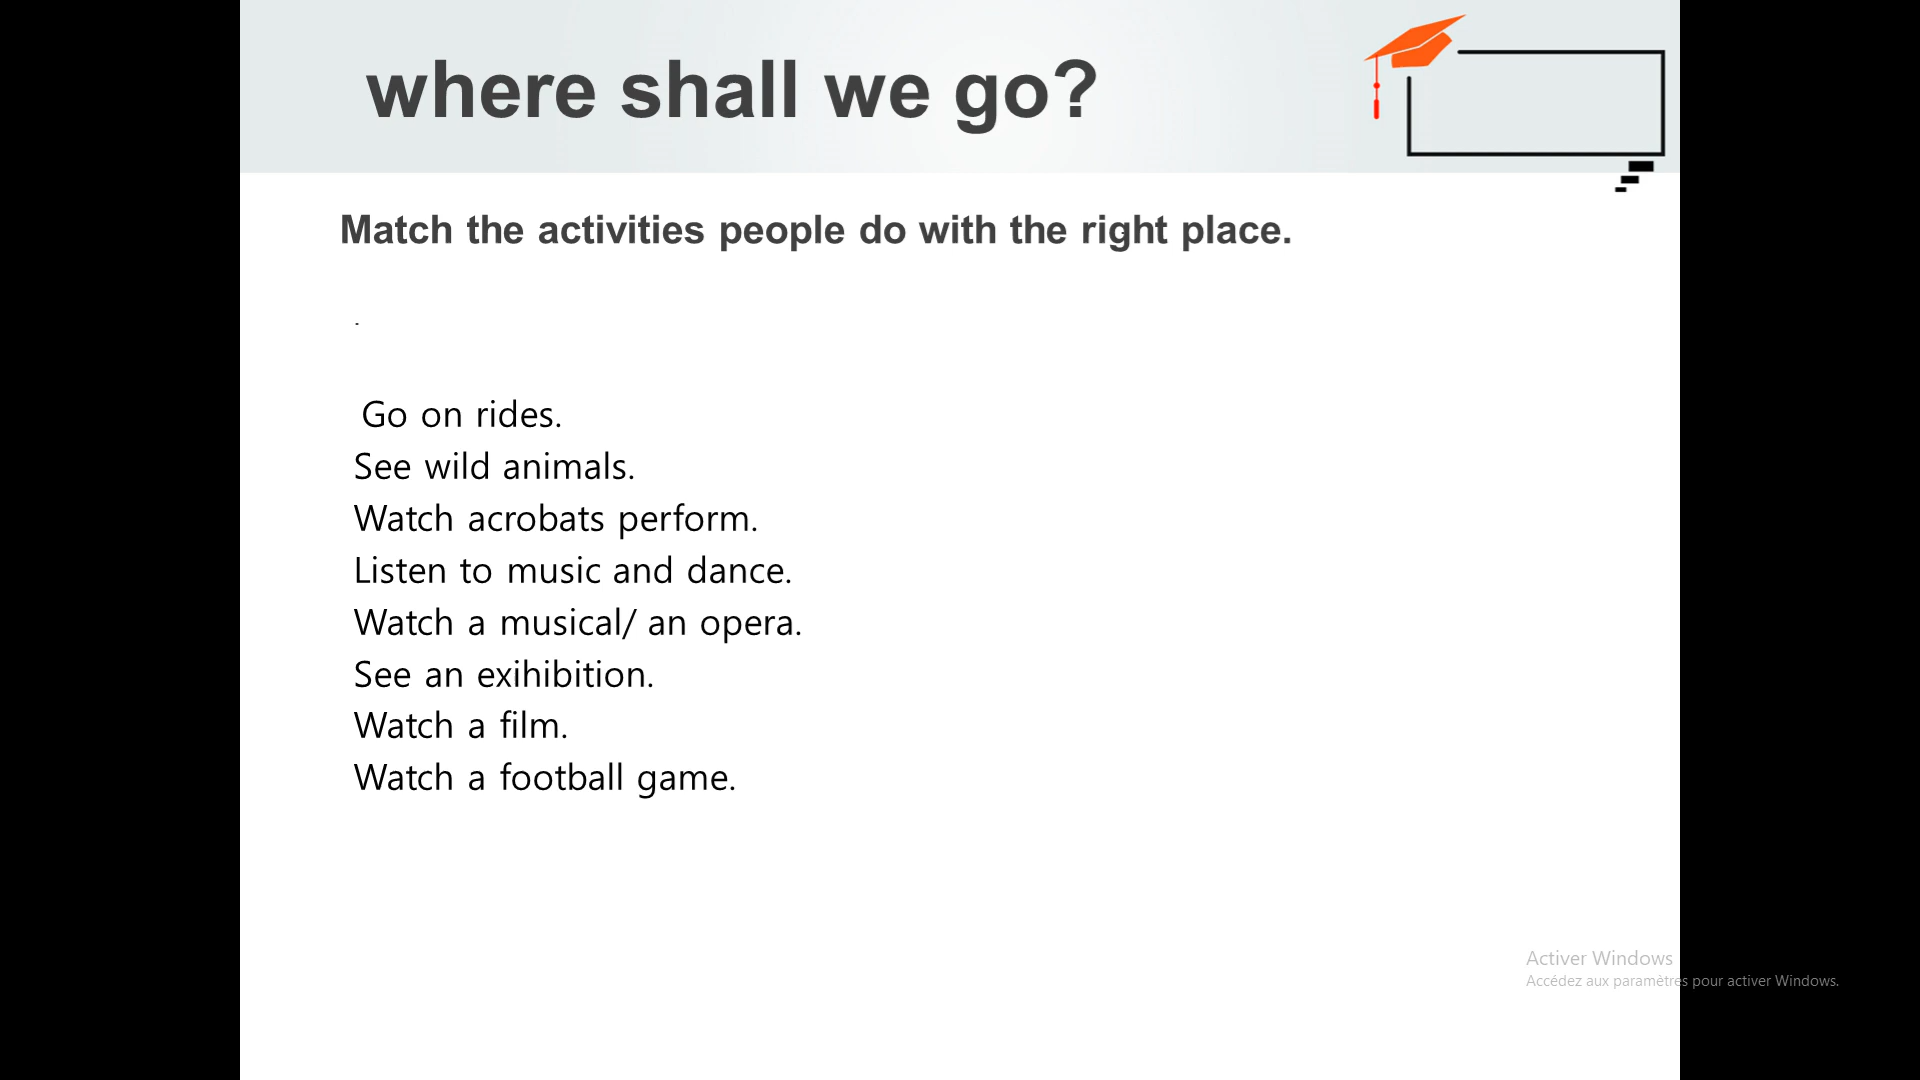 where shall we go?
Match the activities people do with the right place.
.
Go on rides.
See wild animals.
Watch acrobats perform.
Listen to music and dance.
Watch a musical/ an opera.
See an exihibition.
Watch a film.
Watch a football game.
Activer Windows
Accédez aux paramètres pour activer Windows.